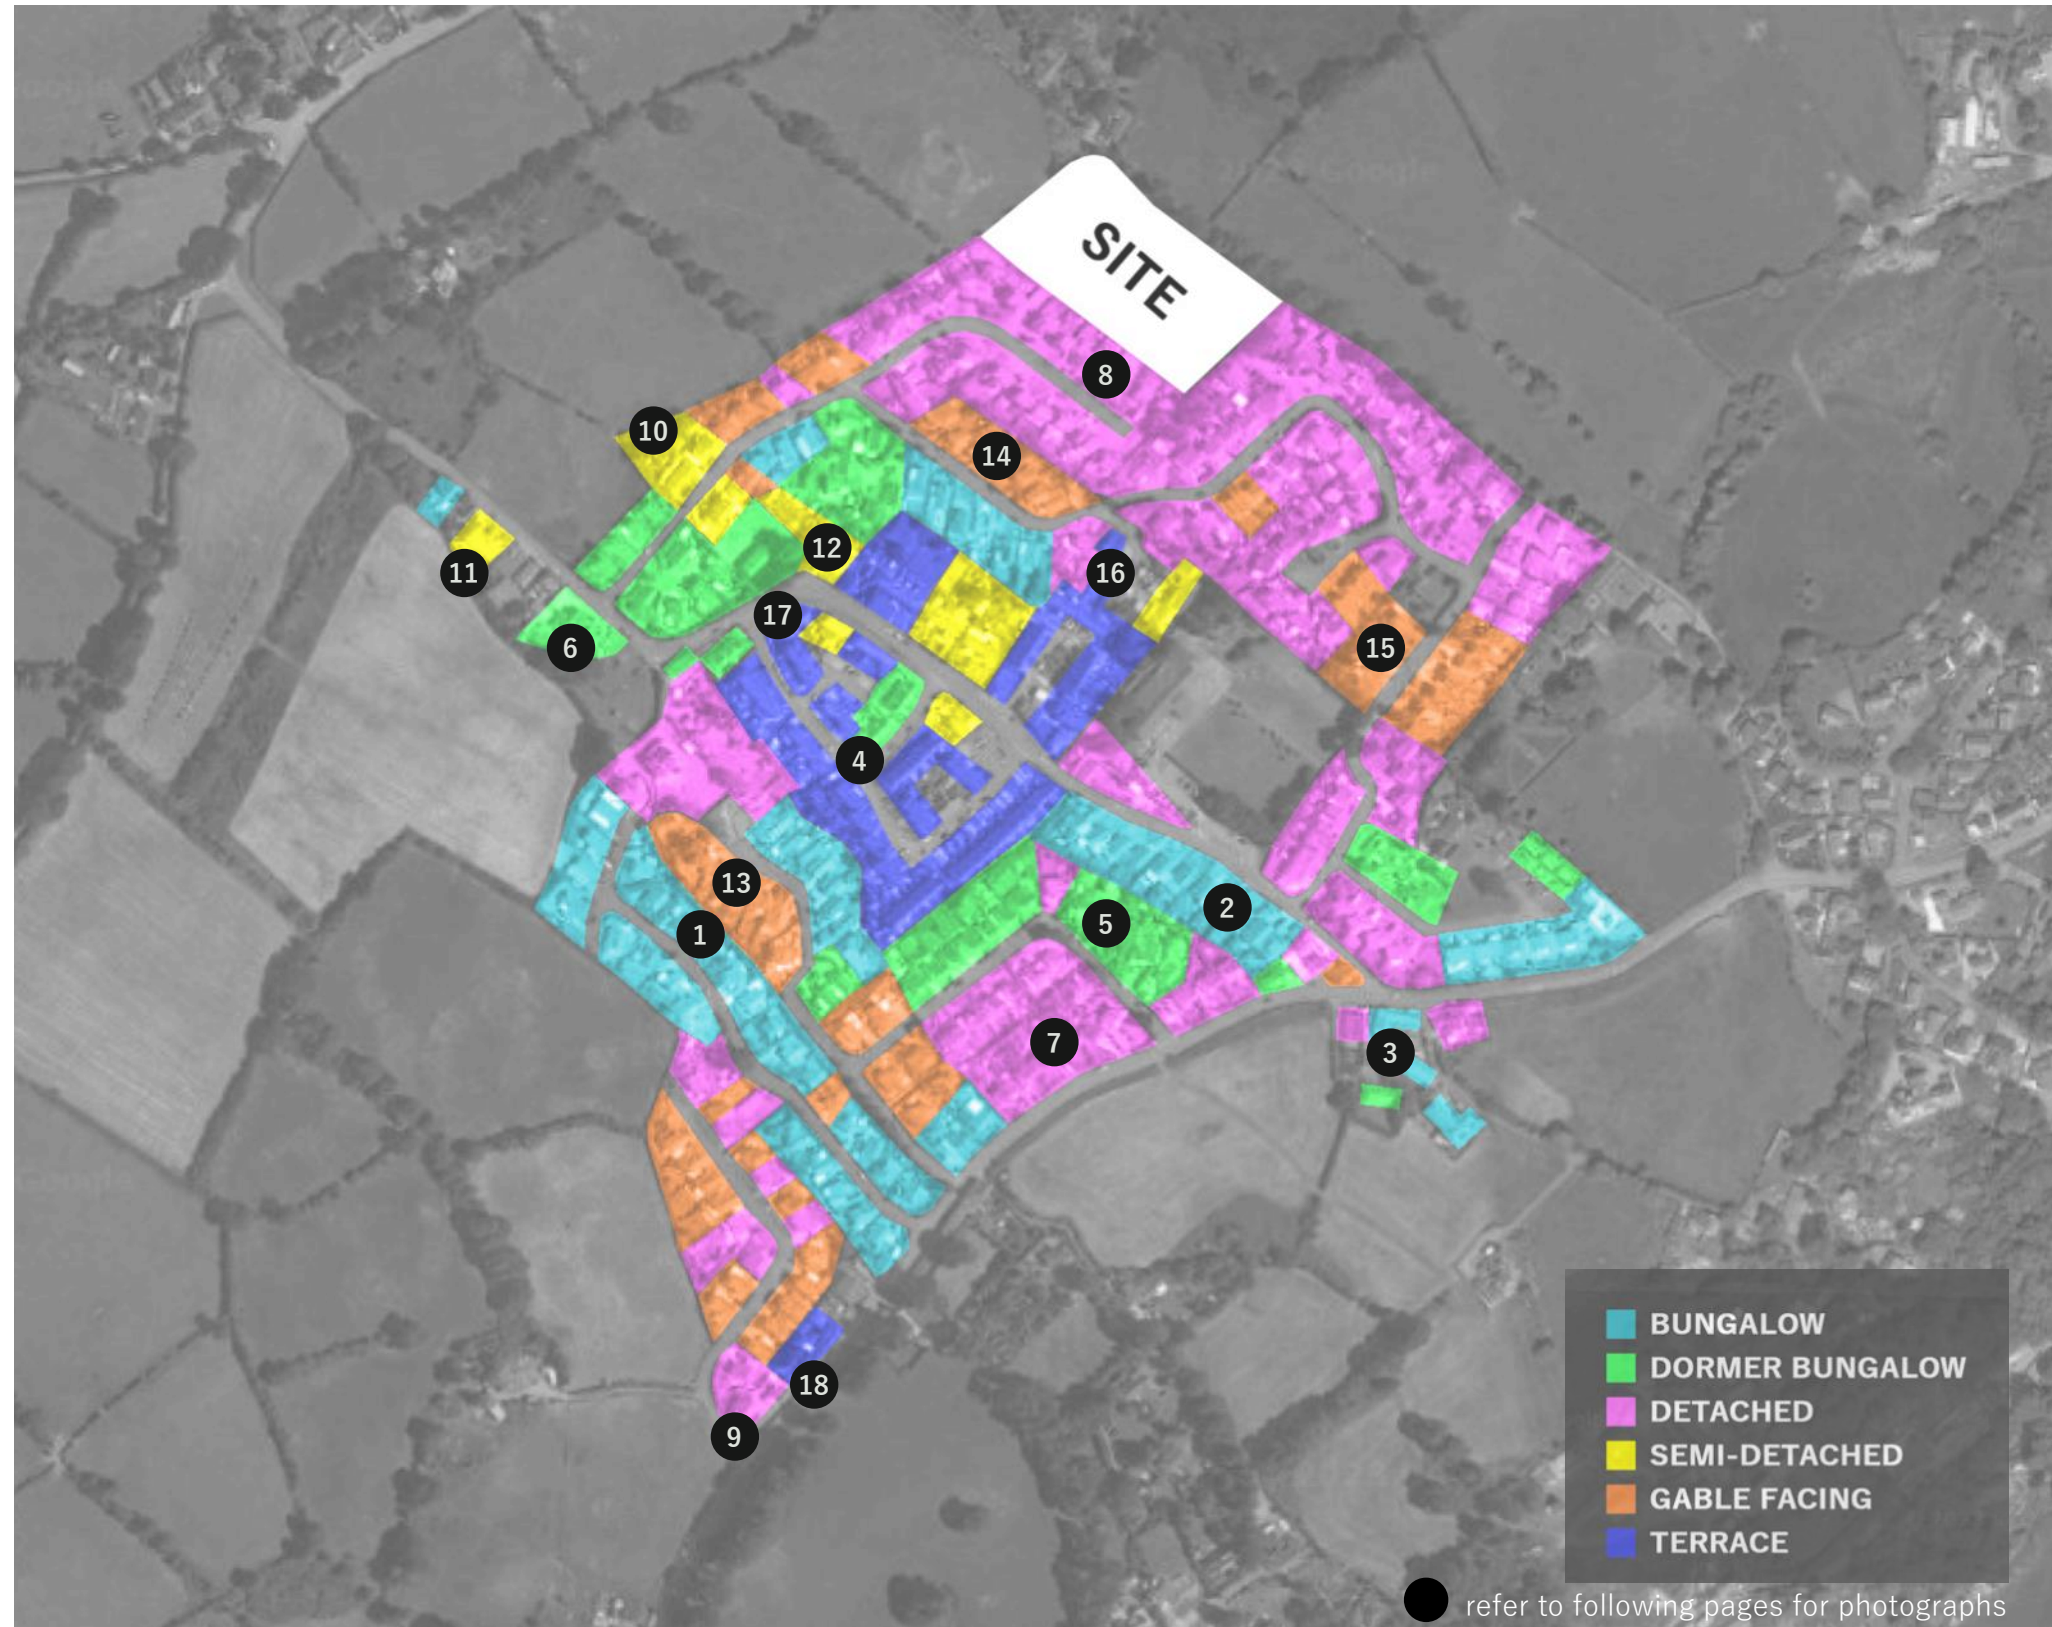 SITE
8
10
14
12
11
16
17
6
15
4
13
2
5
1
7
3
18
9
BUNGALOW
DORMER BUNGALOW
DETACHED
SEMI-DETACHED
GABLE FACING
TERRACE
refer to following pages for photographs